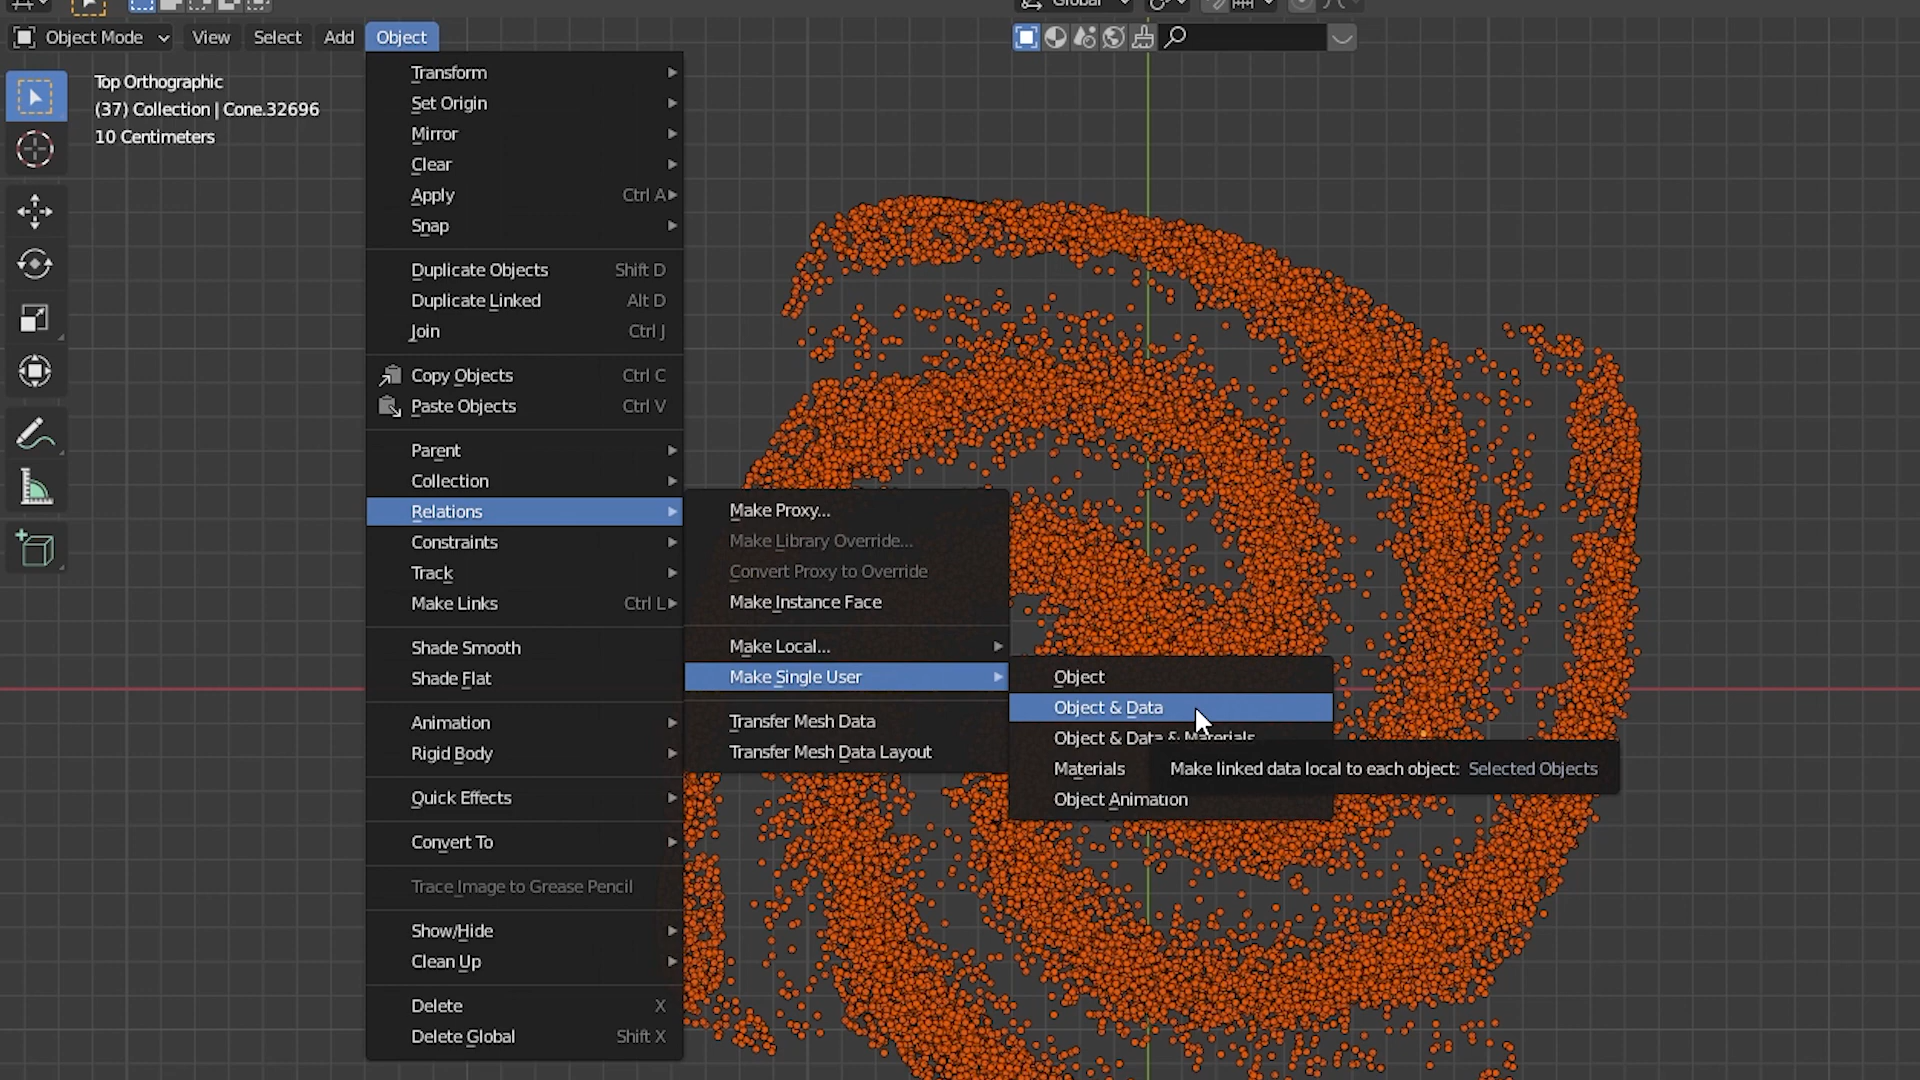 Global
Object Mode
View
Select
Add
Object
Top Orthographic
(37) Collection | Cone.32696
10 Centimeters
Transform
Set Origin
Mirror
Clear
Apply Ctrl A
Snap
Duplicate Objects Shift D
Duplicate Linked Alt D
Join Ctrl J
Copy Objects Ctrl C
Paste Objects Ctrl V
Parent
Collection
Relations
Constraints
Track
Make Links Ctrl L
Shade Smooth
Shade Flat
Animation
Rigid Body
Quick Effects
Convert To
Trace Image to Grease Pencil
Show/Hide
Clean Up
Delete X
Delete Global Shift X
Make Proxy...
Make Library Override...
Convert Proxy to Override
Make Instance Face
Make Local...
Make Single User
Transfer Mesh Data
Transfer Mesh Data Layout
Object
Object & Data
Object & Data & Materials
Materials
Object Animation
Make linked data local to each object: Selected Objects